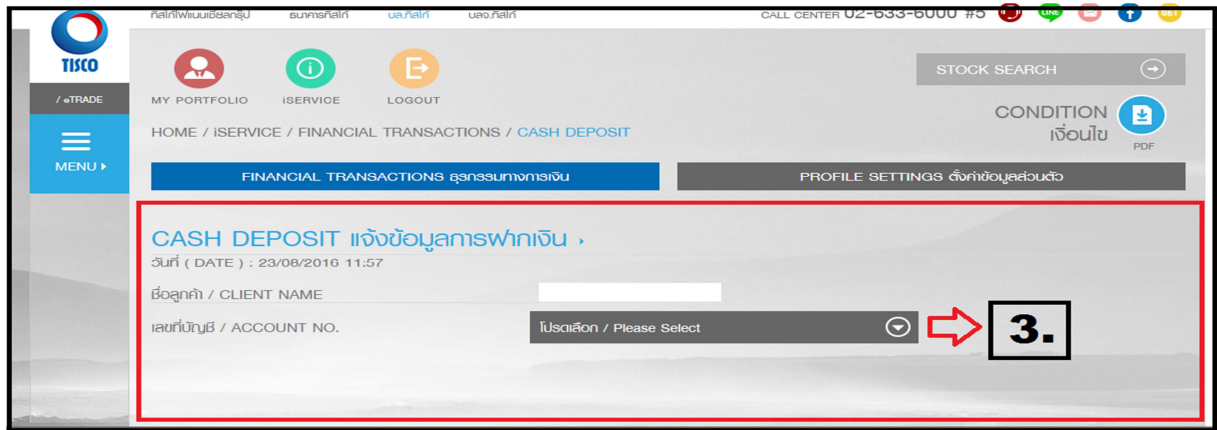 ทิสโก้ไฟแนนเชียลกรุ๊ป ธนาคารทิสโก้ บล.ทิสโก้ บลจ.ทิสโก้ CALL CENTER 02-633-6000 #5 LINE
TISCO
/ eTRADE
MENU
MY PORTFOLIO iSERVICE LOGOUT
STOCK SEARCH
HOME / iSERVICE / FINANCIAL TRANSACTIONS / CASH DEPOSIT
CONDITION
เงื่อนไข
PDF
FINANCIAL TRANSACTIONS ธุรกรรมทางการเงิน PROFILE SETTINGS ตั้งค่าข้อมูลส่วนตัว
CASH DEPOSIT แจ้งข้อมูลการฝากเงิน
วันที่ ( DATE ) : 23/08/2016 11:57
ชื่อลูกค้า / CLIENT NAME
เลขที่บัญชี / ACCOUNT NO. โปรดเลือก / Please Select 3.